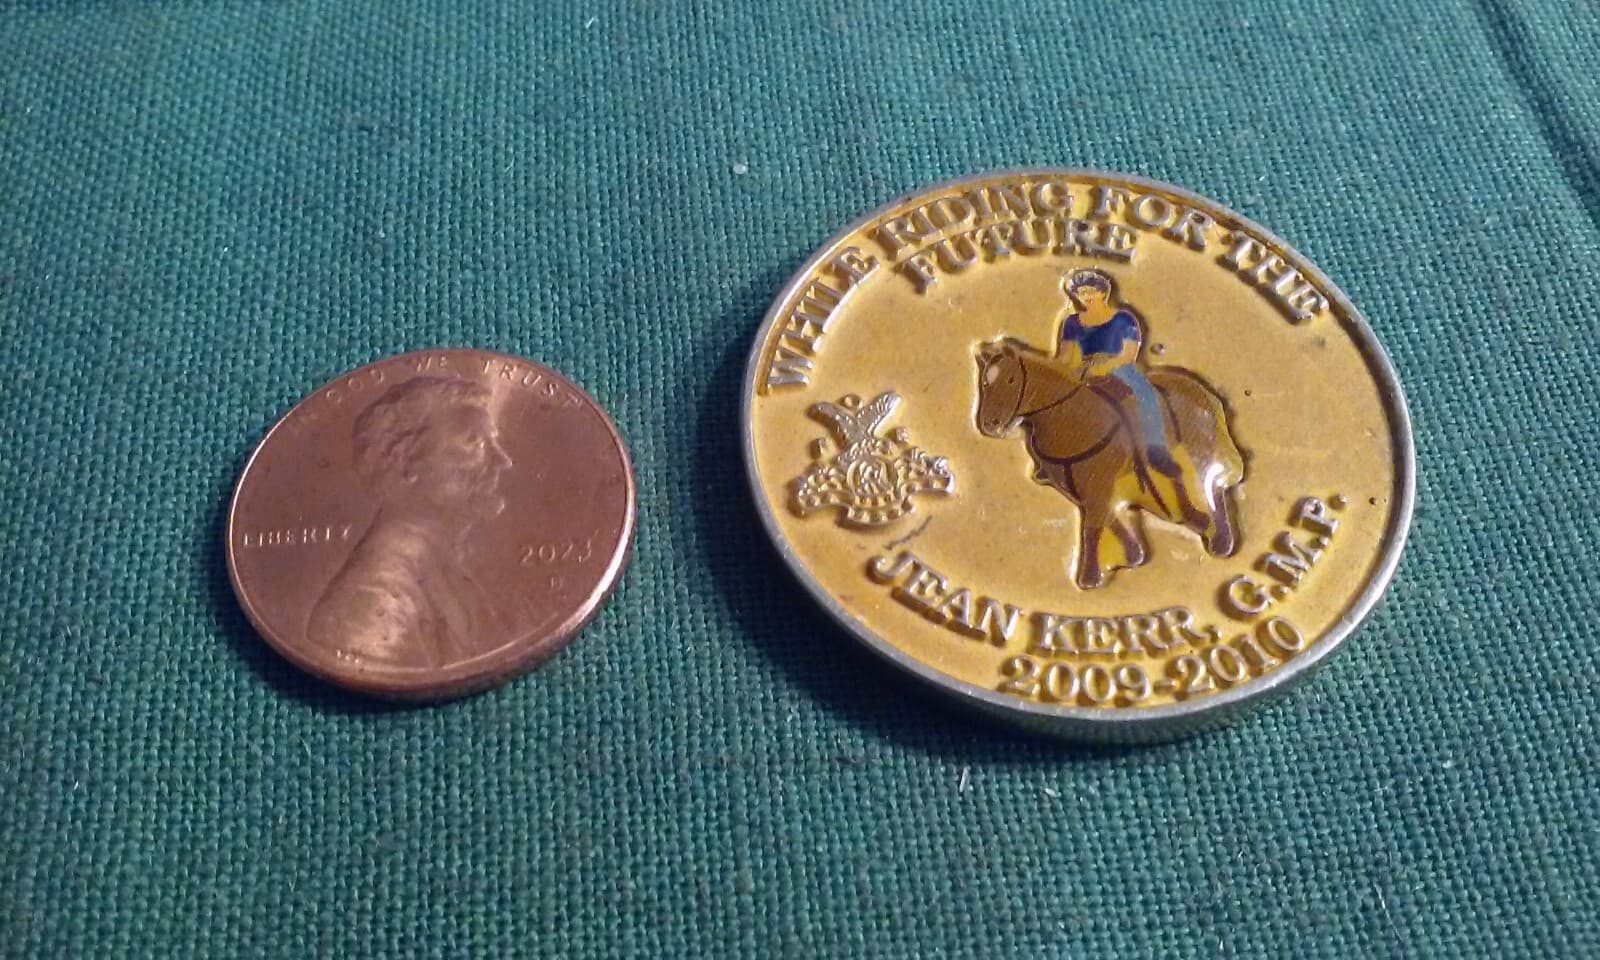 IN GOD WE TRUST
LIBERTY
2023
D
WHILE RIDING FOR THE
FUTURE
JEAN KERR, G.M.P.
2009-2010